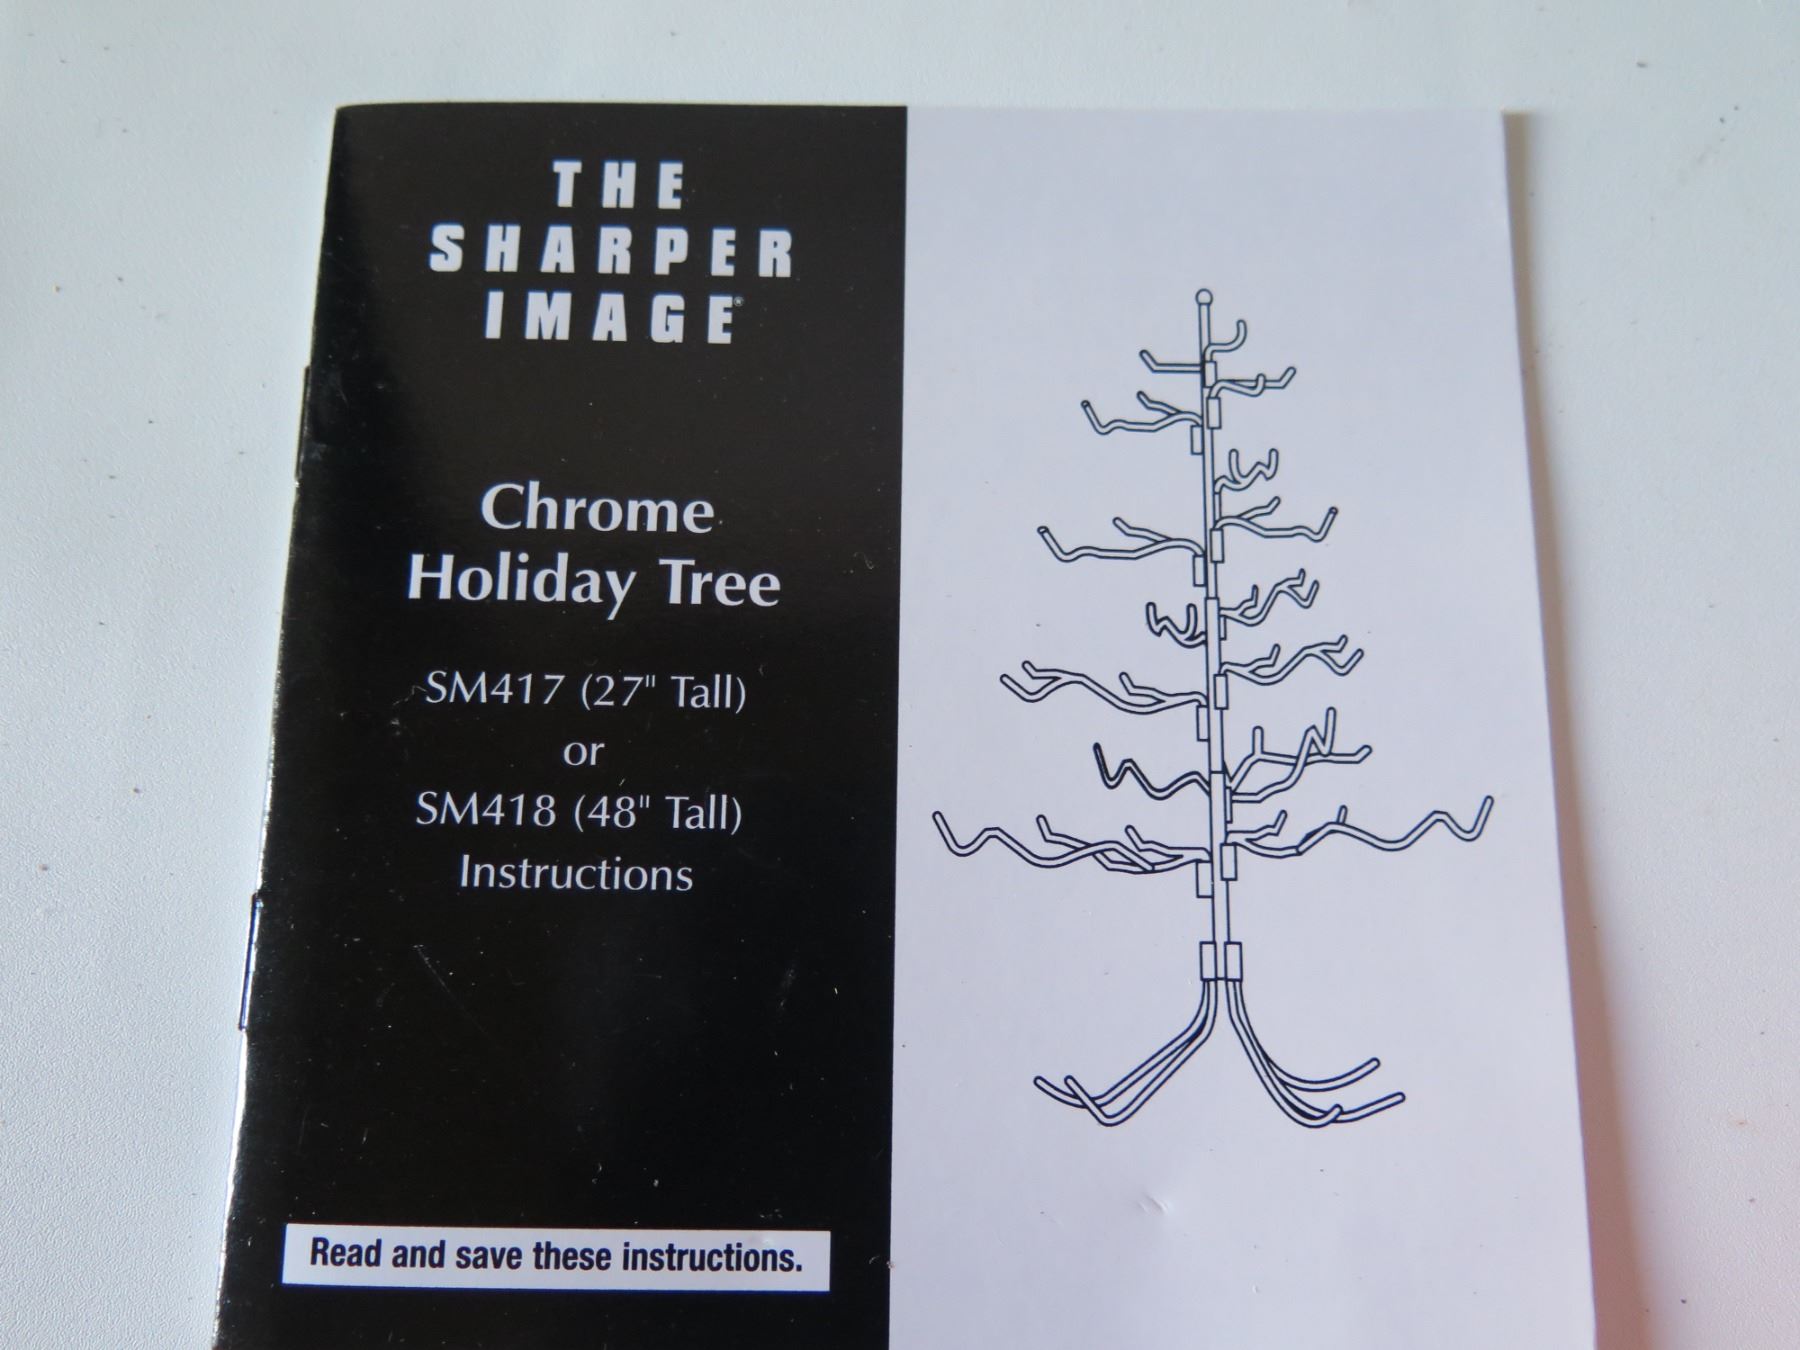 THE
SHARPER
IMAGE®
Chrome
Holiday Tree
SM417 (27" Tall)
or
SM418 (48" Tall)
Instructions
Read and save these instructions.